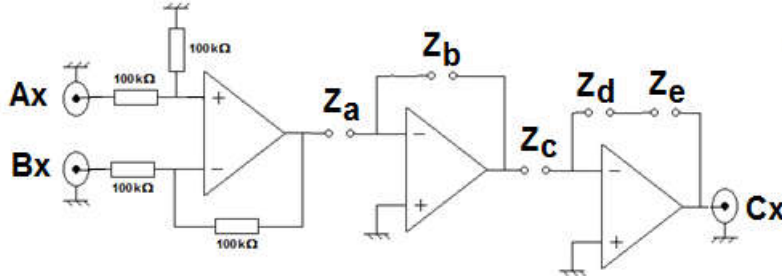 100kΩ
Ax
100kΩ
+
Bx
100kΩ
−
100kΩ
Za
Zb
−
+
Zc
Zd
Ze
−
+
Cx